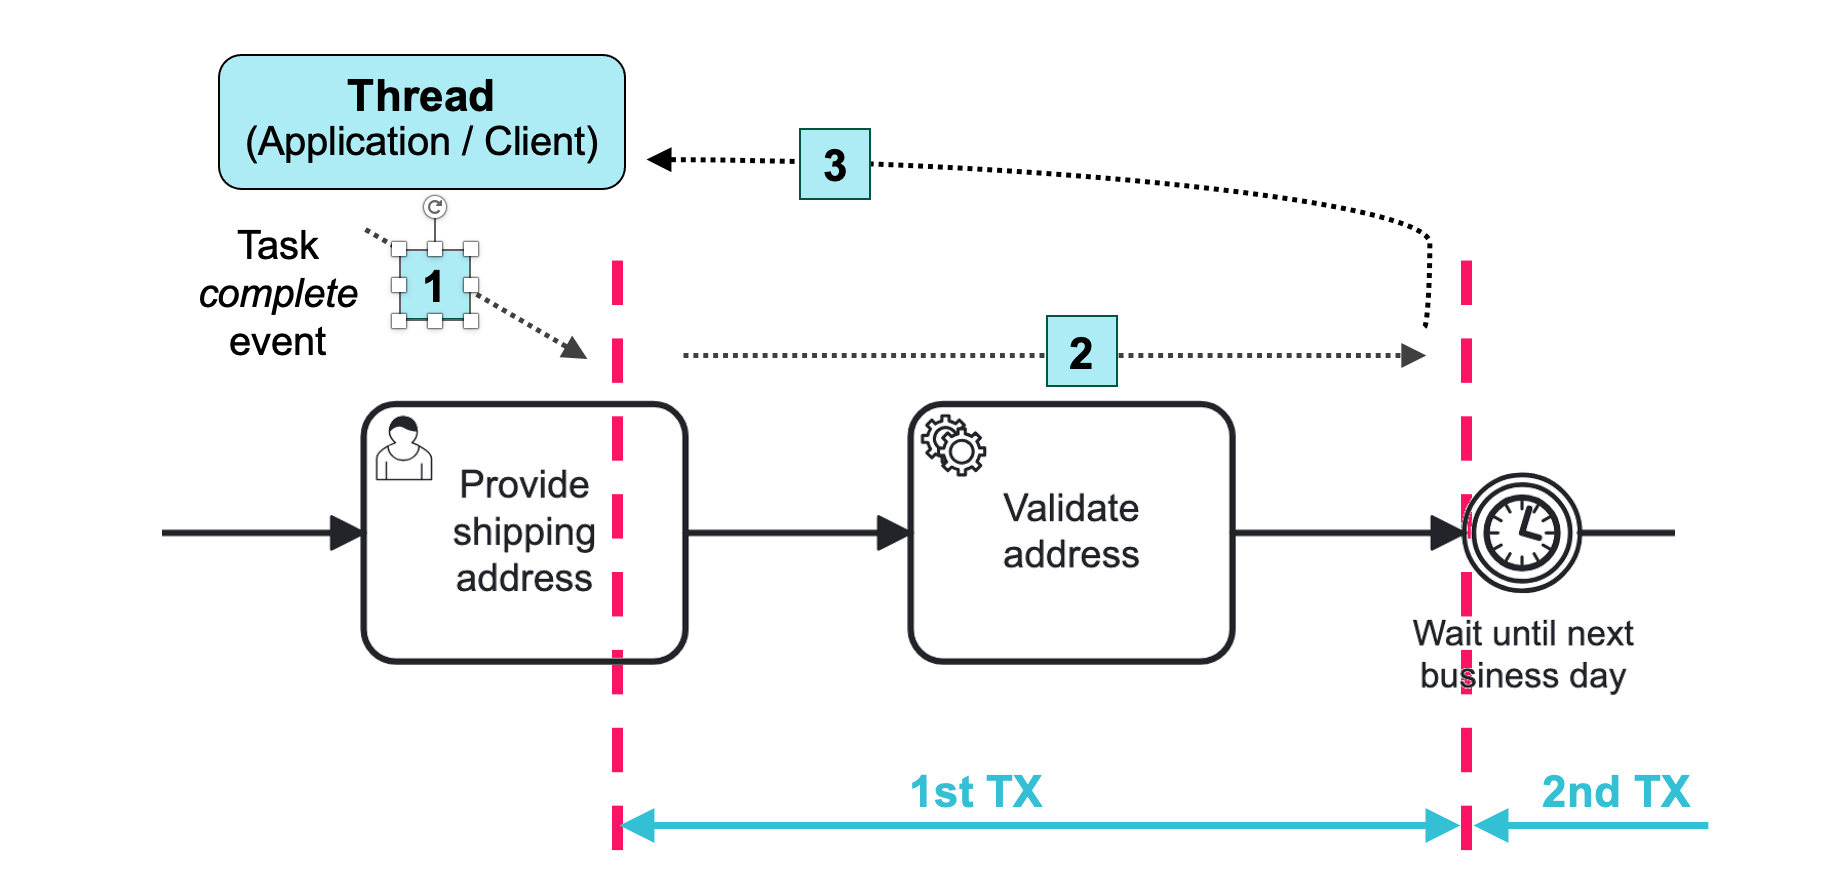 Thread
(Application / Client)
3
Task
complete
event
1
2
Provide
shipping
address
Validate
address
Wait until next
business day
1st TX
2nd TX